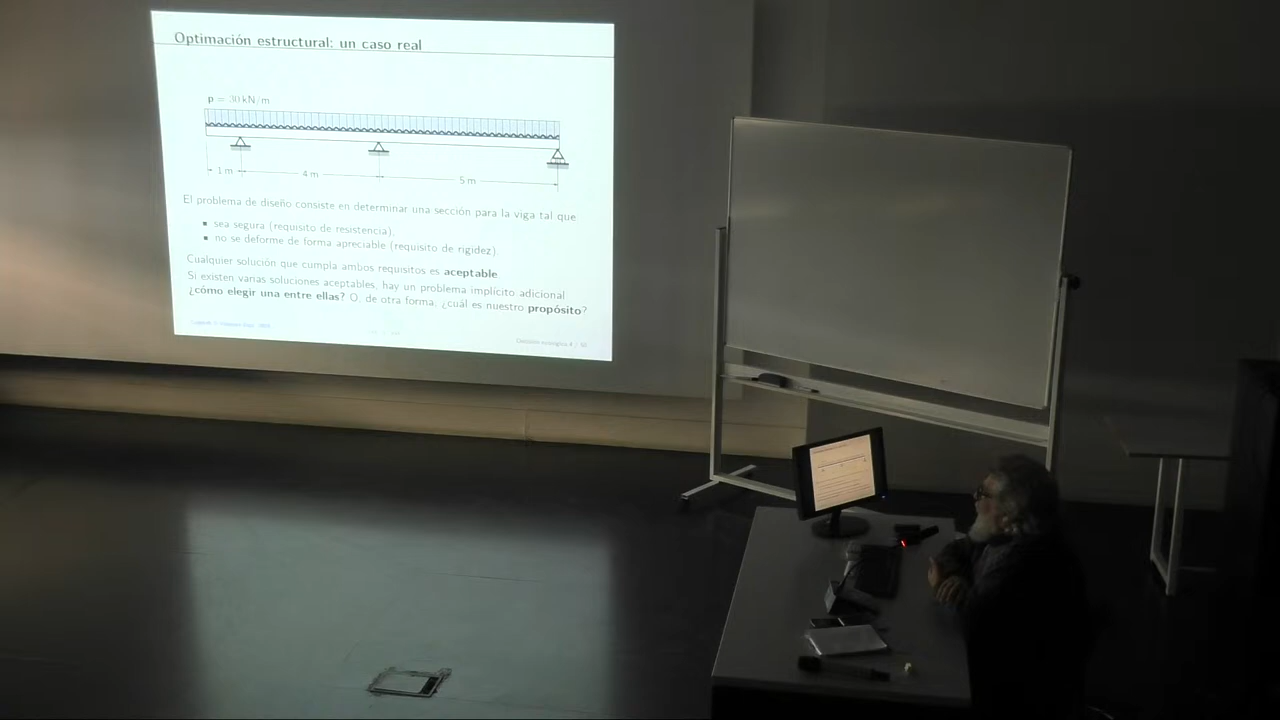 Optimación estructural: un caso real
p = 30 kN/m
1 m
4 m
5 m
El problema de diseño consiste en determinar una sección para la viga tal que
sea segura (requisito de resistencia),
no se deforme de forma apreciable (requisito de rigidez).
Cualquier solución que cumpla ambos requisitos es aceptable.
Si existen varias soluciones aceptables, hay un problema implícito adicional
¿cómo elegir una entre ellas? O, de otra forma, ¿cuál es nuestro propósito?